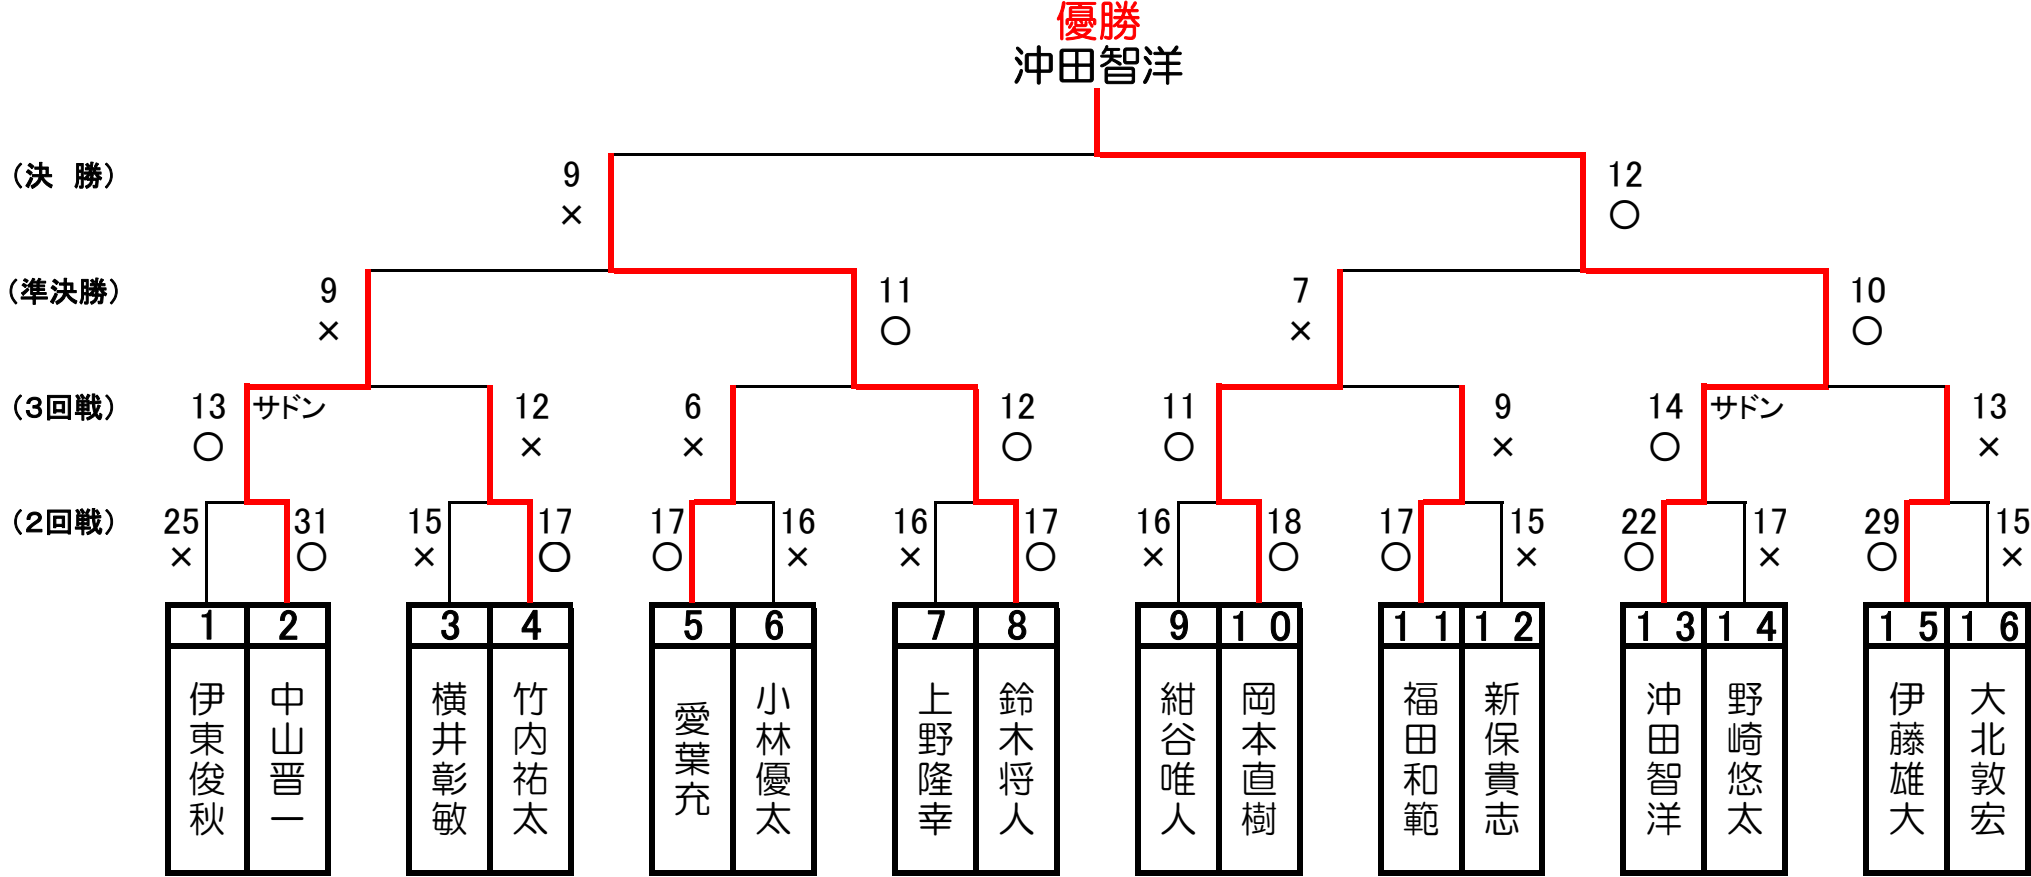 優勝
沖田智洋
（決　勝） 9 12
× ○
（準決勝） 9 11 7 10
× ○ × ○
（３回戦） 13 サドン 12 6 12 11 9 14 サドン 13
○ × × ○ ○ × ○ ×
（２回戦） 25 31 15 17 17 16 16 17 16 18 17 15 22 17 29 15
× ○ × ○ ○ × × ○ × ○ ○ × ○ × ○ ×
1 2 3 4 5 6 7 8 9 10 11 12 13 14 15 16
伊東俊秋
中山晋一
横井彰敏
竹内祐太
愛葉充
小林優太
上野隆幸
鈴木将人
紺谷唯人
岡本直樹
福田和範
新保貴志
沖田智洋
野崎悠太
伊藤雄大
大北敦宏